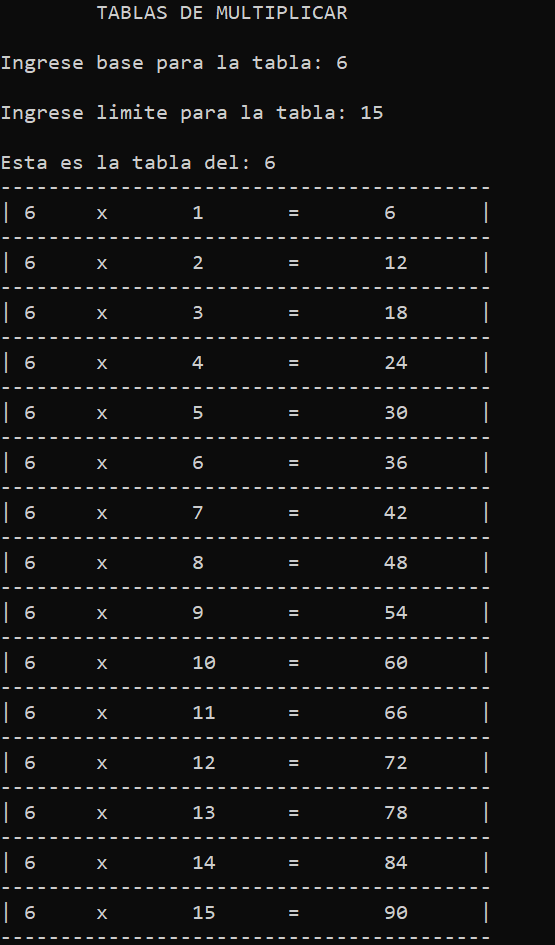 TABLAS DE MULTIPLICAR
Ingrese base para la tabla: 6
Ingrese limite para la tabla: 15
Esta es la tabla del: 6
-----------------------------------------
| 6     x       1       =       6       |
-----------------------------------------
| 6     x       2       =       12      |
-----------------------------------------
| 6     x       3       =       18      |
-----------------------------------------
| 6     x       4       =       24      |
-----------------------------------------
| 6     x       5       =       30      |
-----------------------------------------
| 6     x       6       =       36      |
-----------------------------------------
| 6     x       7       =       42      |
-----------------------------------------
| 6     x       8       =       48      |
-----------------------------------------
| 6     x       9       =       54      |
-----------------------------------------
| 6     x       10      =       60      |
-----------------------------------------
| 6     x       11      =       66      |
-----------------------------------------
| 6     x       12      =       72      |
-----------------------------------------
| 6     x       13      =       78      |
-----------------------------------------
| 6     x       14      =       84      |
-----------------------------------------
| 6     x       15      =       90      |
-----------------------------------------